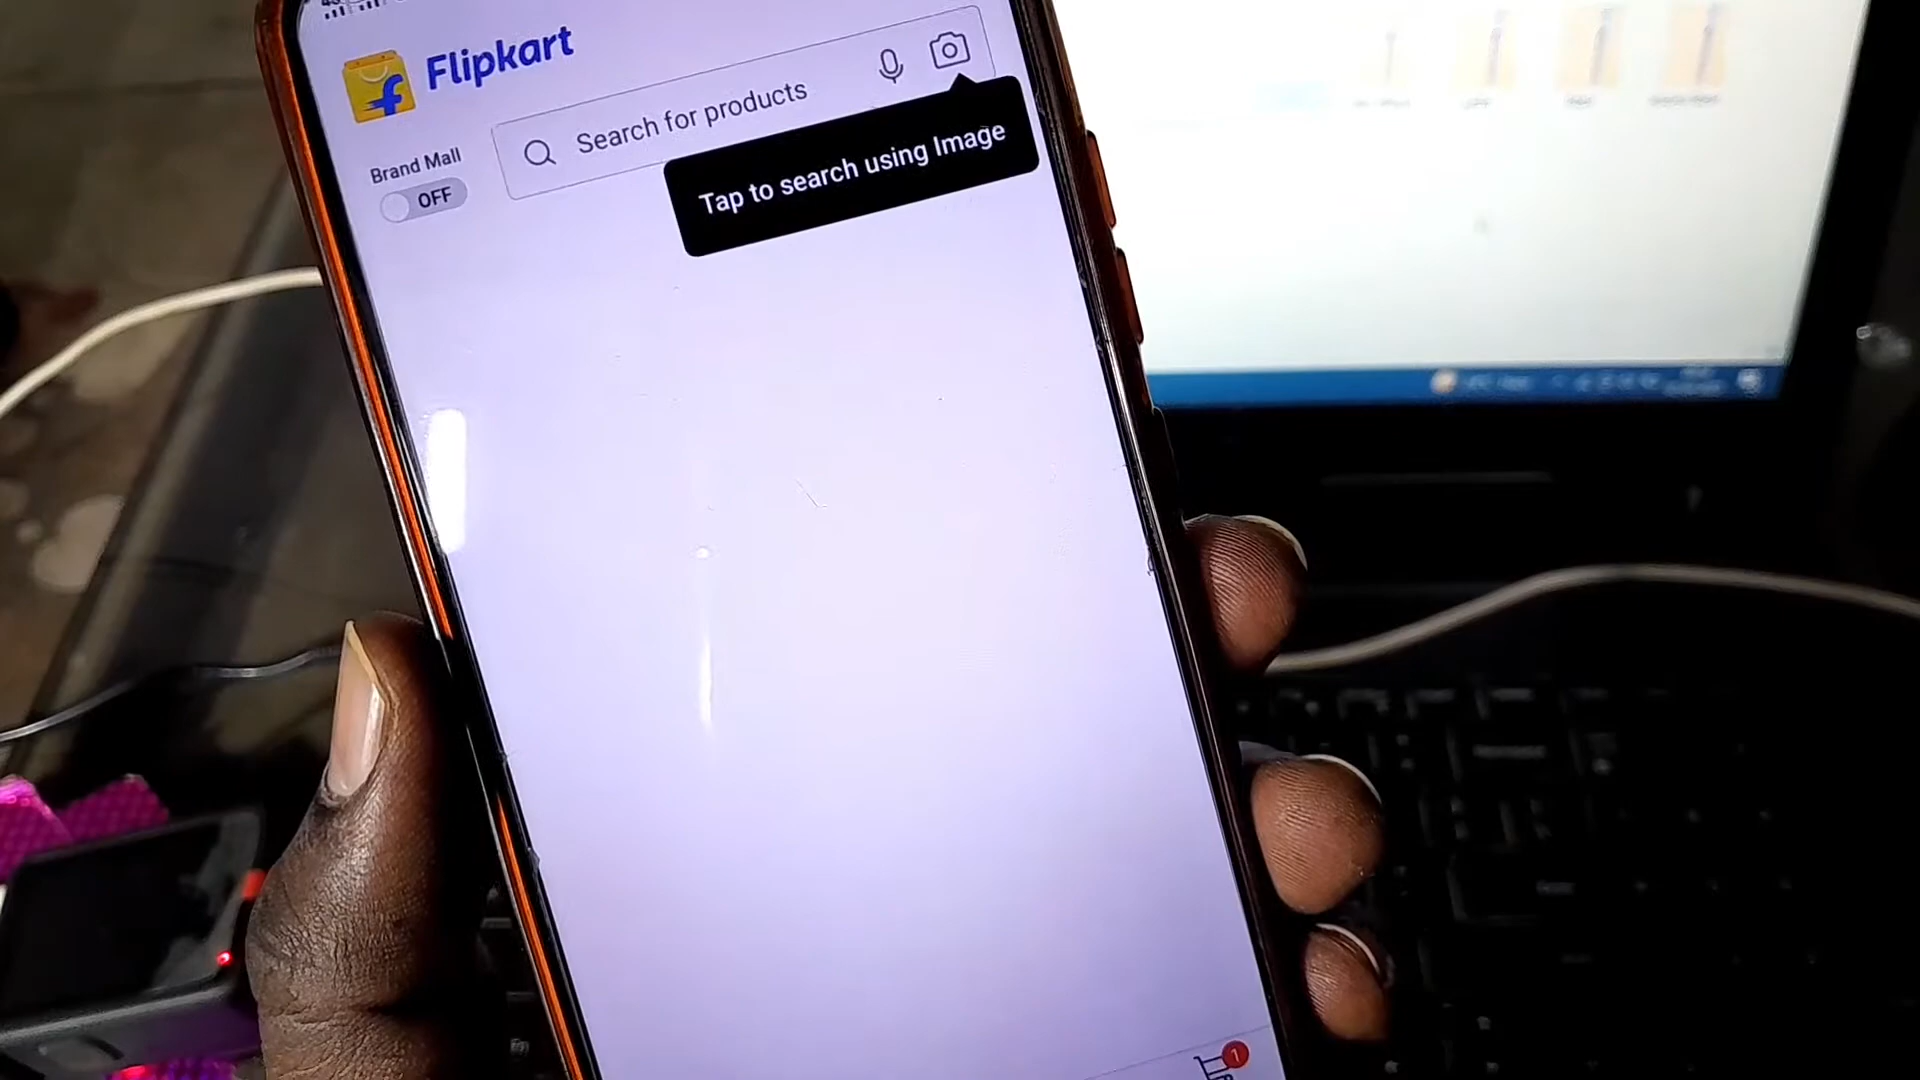 Flipkart
Brand Mall
OFF
Search for products
Tap to search using Image
1